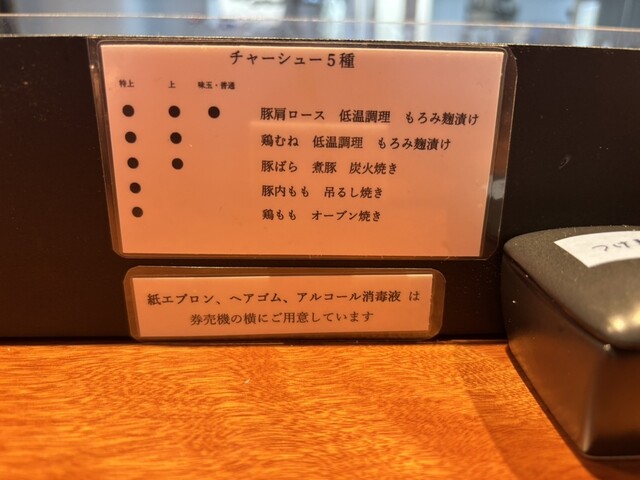 チャーシュー5種
特上 上 味玉・普通
● ● ● 豚肩ロース 低温調理 もろみ麹漬け
● ● 鶏むね 低温調理 もろみ麹漬け
● ● 豚ばら 煮豚 炭火焼き
● 豚内もも 吊るし焼き
● 鶏もも オーブン焼き
紙エプロン、ヘアゴム、アルコール消毒液 は
券売機の横にご用意しています